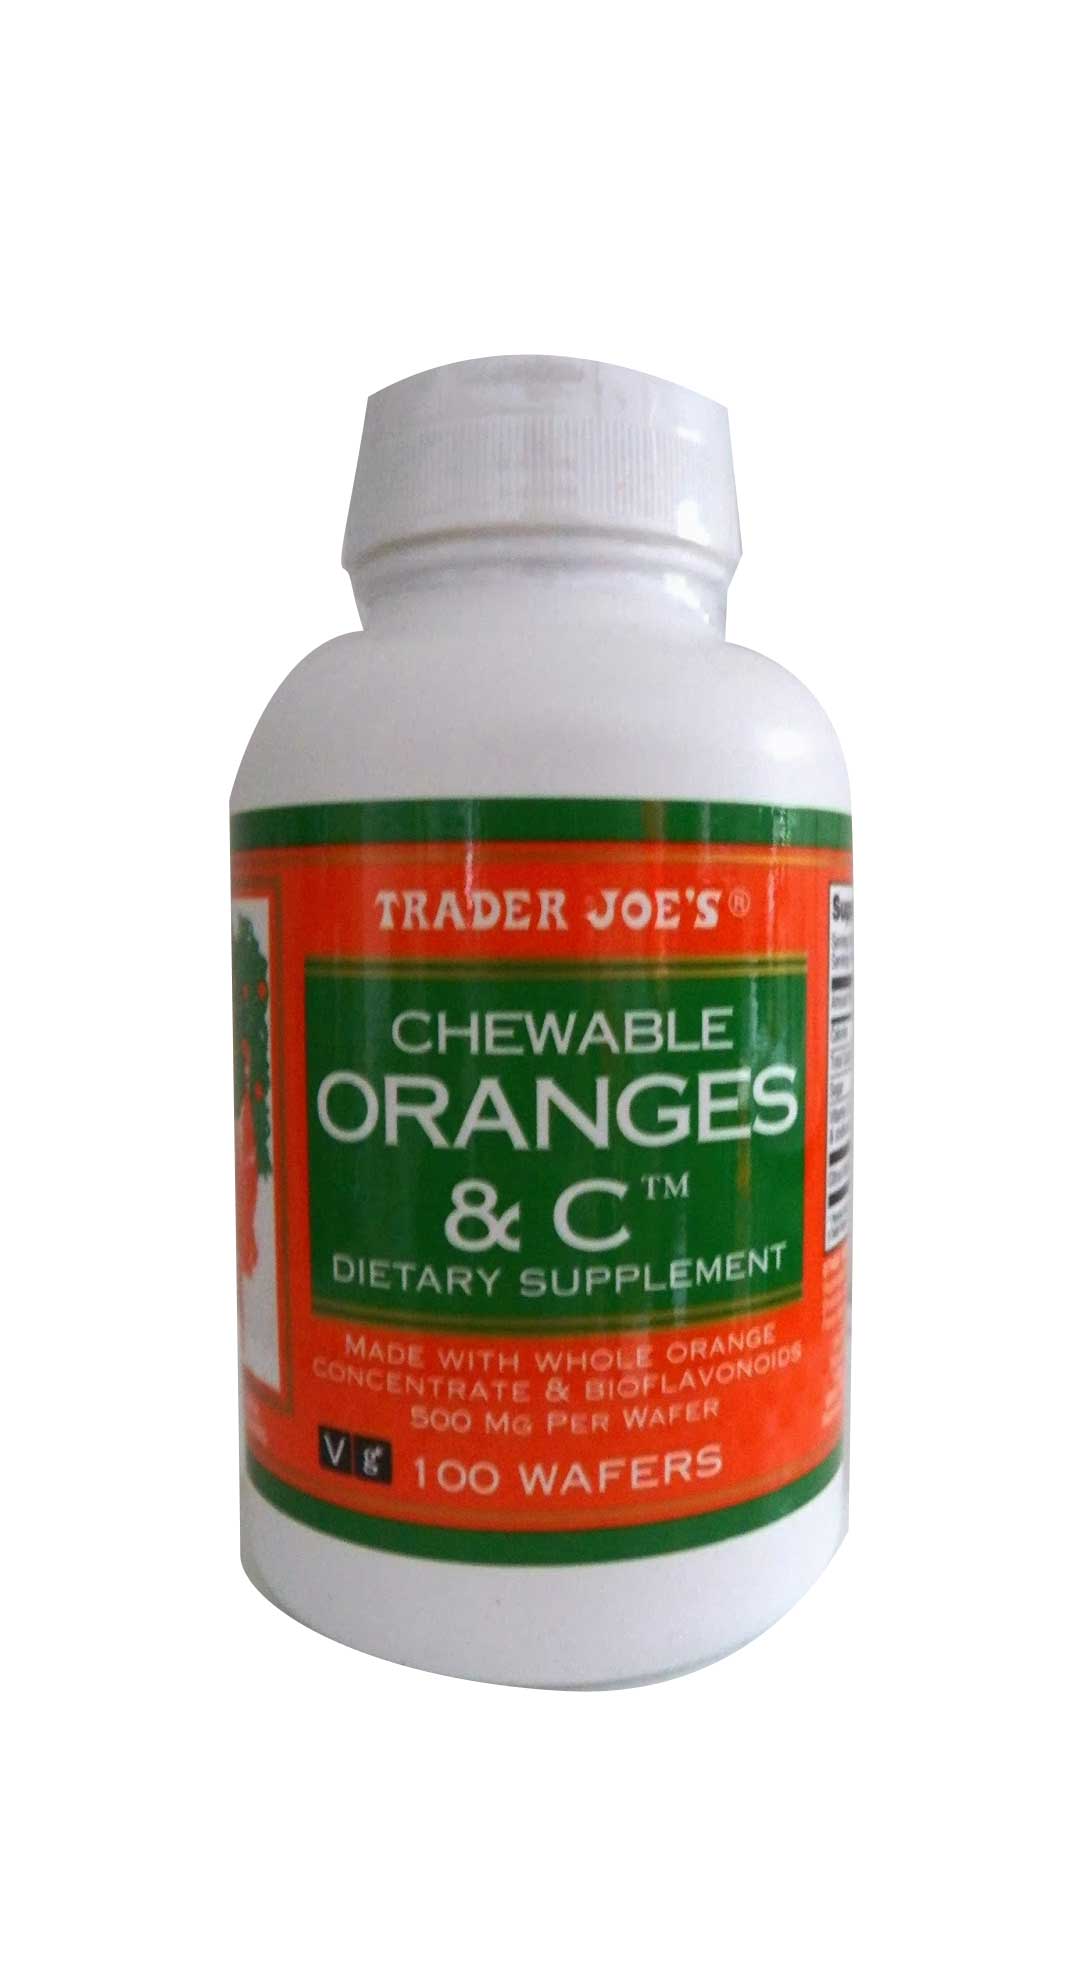 TRADER JOE'S®
CHEWABLE
ORANGES
& C™
DIETARY SUPPLEMENT
MADE WITH WHOLE ORANGE
CONCENTRATE & BIOFLAVONOIDS
500 MG PER WAFER
V g
100 WAFERS